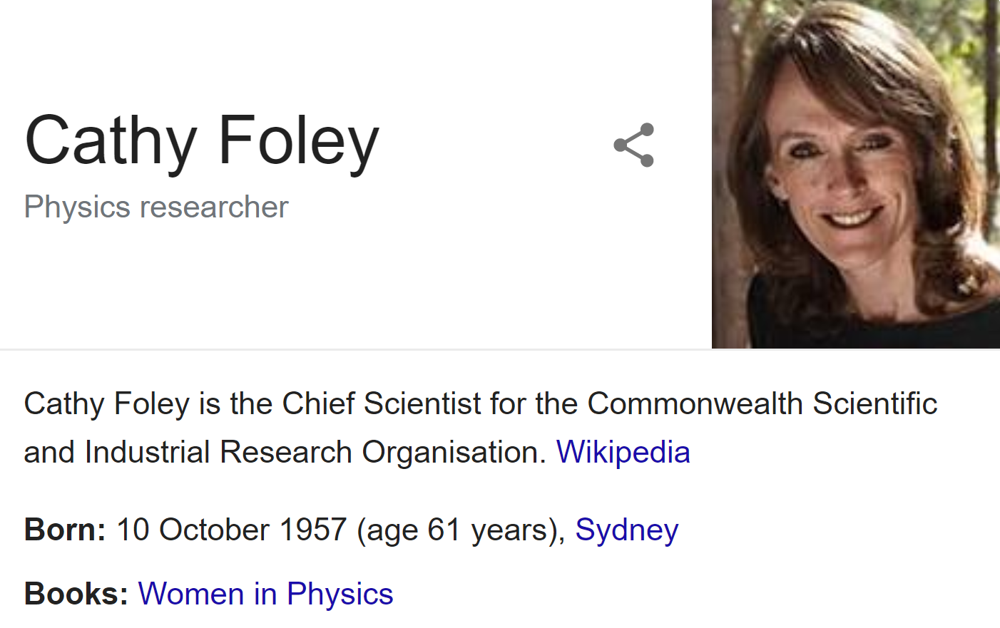 Cathy Foley
Physics researcher
Cathy Foley is the Chief Scientist for the Commonwealth Scientific
and Industrial Research Organisation. Wikipedia
Born: 10 October 1957 (age 61 years), Sydney
Books: Women in Physics